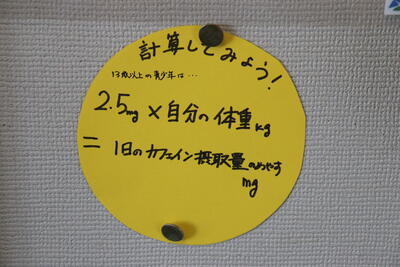 計算してみよう!
13歳以上の青少年は…
2.5mg×自分の体重kg
=1日のカフェイン摂取量のめやす
mg